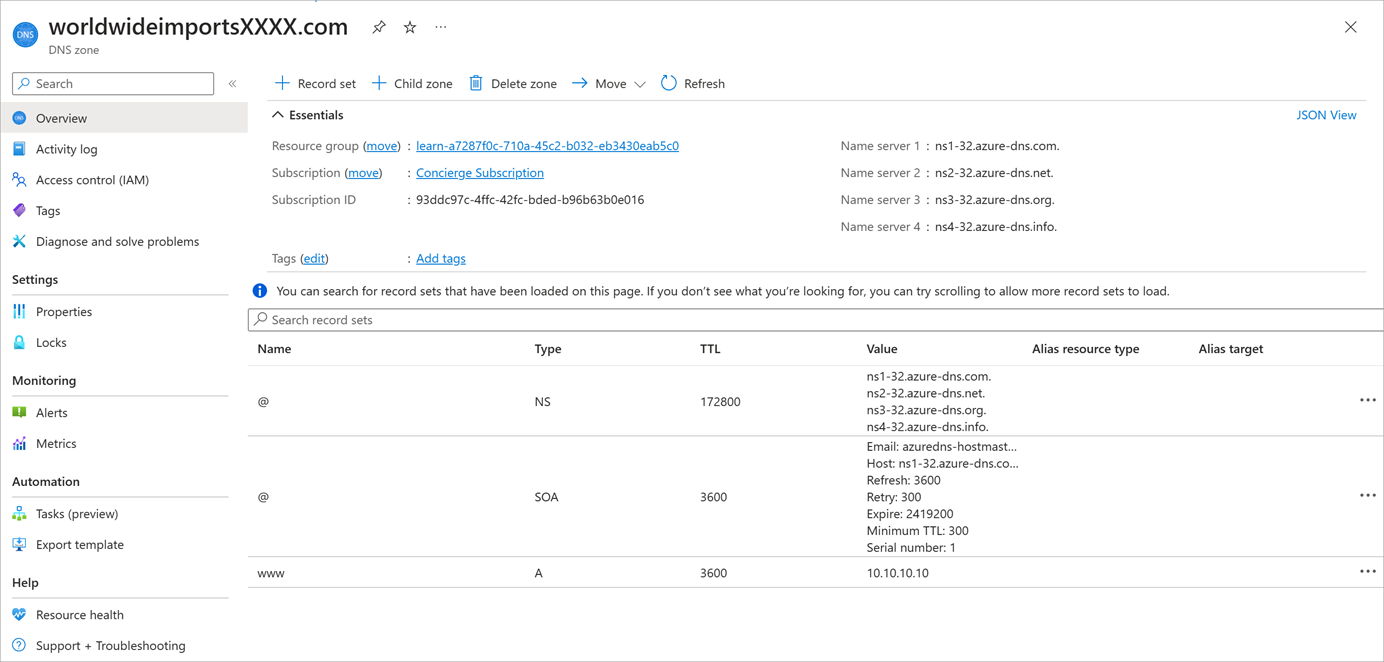 DNS
worldwideimportsXXXX.com
DNS zone
Search
Overview
Activity log
Access control (IAM)
Tags
Diagnose and solve problems
Settings
Properties
Locks
Monitoring
Alerts
Metrics
Automation
Tasks (preview)
Export template
Help
Resource health
Support + Troubleshooting
Record set Child zone Delete zone Move Refresh
Essentials JSON View
Resource group (move) : learn-a7287f0c-710a-45c2-b032-eb3430eab5c0
Subscription (move) : Concierge Subscription
Subscription ID : 93ddc97c-4ffc-42fc-bded-b96b63b0e016
Name server 1 : ns1-32.azure-dns.com.
Name server 2 : ns2-32.azure-dns.net.
Name server 3 : ns3-32.azure-dns.org.
Name server 4 : ns4-32.azure-dns.info.
Tags (edit) : Add tags
You can search for record sets that have been loaded on this page. If you don't see what you're looking for, you can try scrolling to allow more record sets to load.
Search record sets
Name Type TTL Value Alias resource type Alias target
@ NS 172800
ns1-32.azure-dns.com.
ns2-32.azure-dns.net.
ns3-32.azure-dns.org.
ns4-32.azure-dns.info.
@ SOA 3600
Email: azuredns-hostmast...
Host: ns1-32.azure-dns.co...
Refresh: 3600
Retry: 300
Expire: 2419200
Minimum TTL: 300
Serial number: 1
www A 3600 10.10.10.10